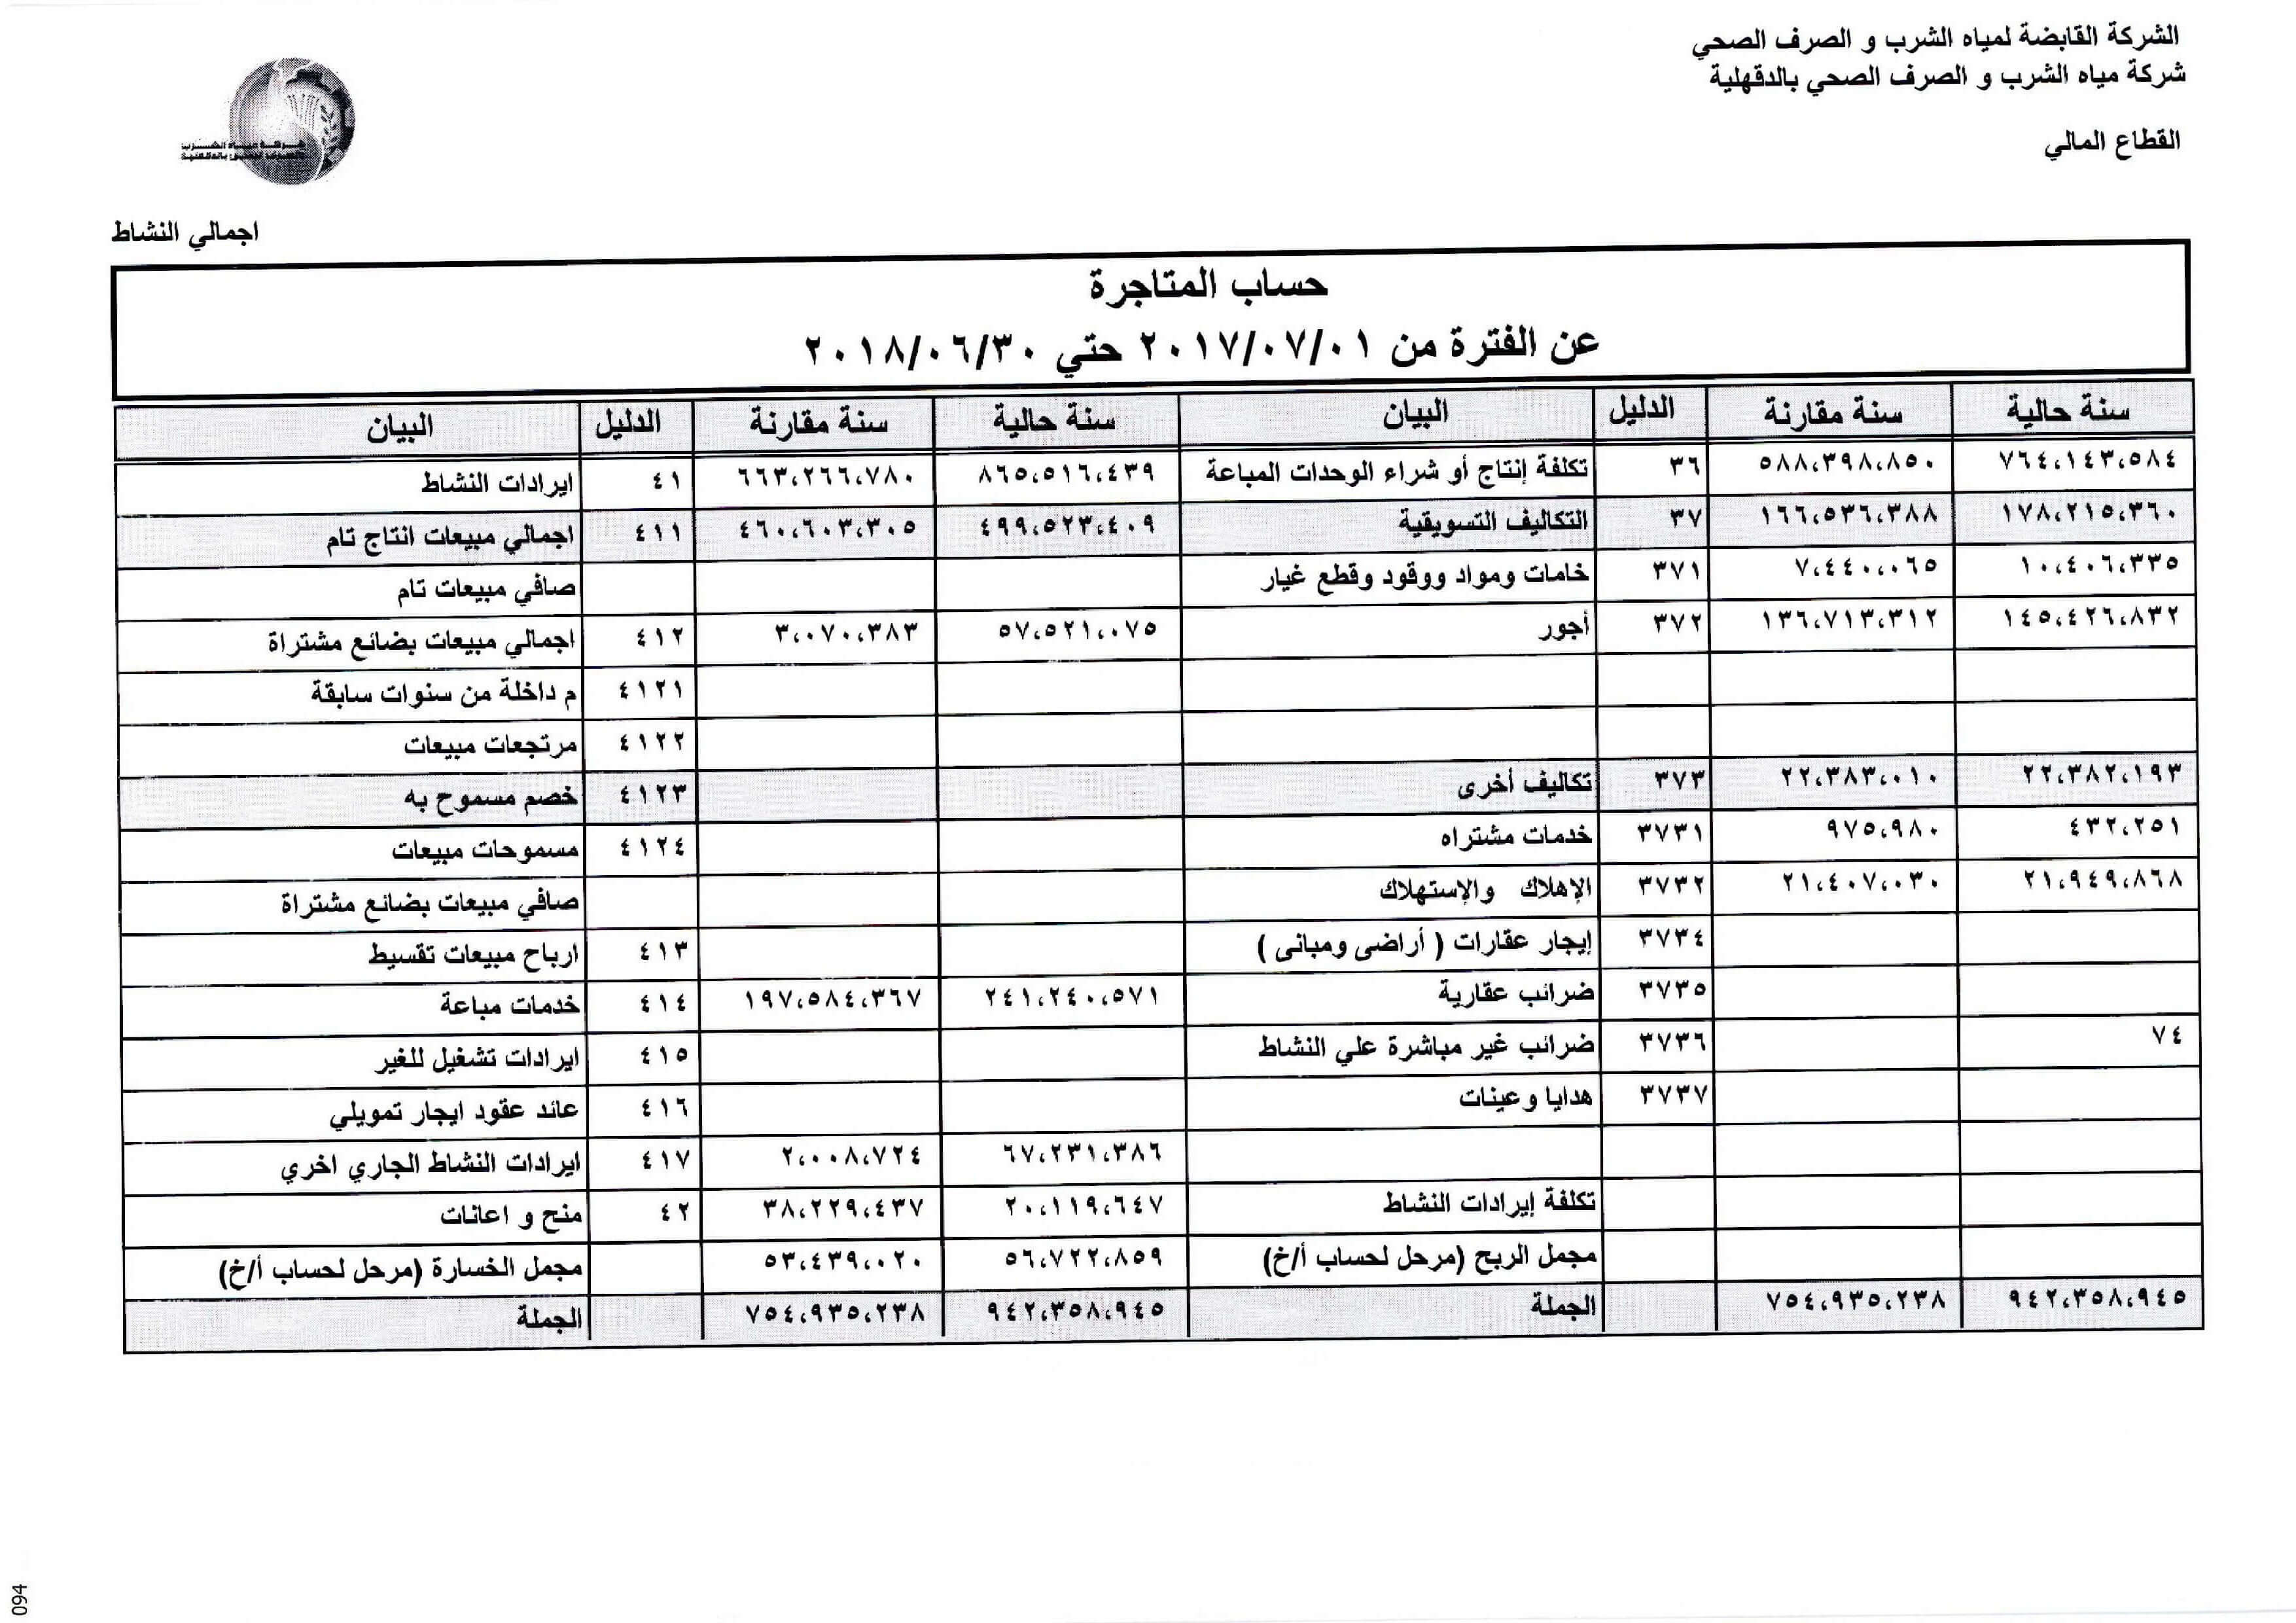 الشركة القابضة لمياه الشرب و الصرف الصحي
شركة مياه الشرب و الصرف الصحي بالدقهلية
القطاع المالي
شركة مياه الشرب
والصرف الصحي بالدقهلية
اجمالي النشاط
حساب المتاجرة
عن الفترة من ٢٠١٧/٠٧/٠١ حتي ٢٠١٨/٠٦/٣٠
سنة حالية سنة مقارنة الدليل البيان سنة حالية سنة مقارنة الدليل البيان
٧٦٤،١٤٣،٥٨٤ ٥٨٨،٣٩٨،٨٥٠ ٣٦ تكلفة إنتاج أو شراء الوحدات المباعة ٨٦٥،٥١٦،٤٣٩ ٦٦٣،٢٦٦،٧٨٠ ٤١ ايرادات النشاط
١٧٨،٢١٥،٣٦٠ ١٦٦،٥٣٦،٣٨٨ ٣٧ التكاليف التسويقية ٤٩٩،٥٢٣،٤٠٩ ٤٦٠،٦٠٣،٣٠٥ ٤١١ اجمالي مبيعات انتاج تام
١٠،٤٠٦،٣٣٥ ٧،٤٤٠،٠٦٥ ٣٧١ خامات ومواد ووقود وقطع غيار صافي مبيعات تام
١٤٥،٤٢٦،٨٣٢ ١٣٦،٧١٣،٣١٢ ٣٧٢ أجور ٥٧،٥٢١،٠٧٥ ٣،٠٧٠،٣٨٣ ٤١٢ اجمالي مبيعات بضائع مشتراة
٤١٢١ م داخلة من سنوات سابقة
٤١٢٢ مرتجعات مبيعات
٢٢،٣٨٢،١٩٣ ٢٢،٣٨٣،٠١٠ ٣٧٣ تكاليف أخرى ٤١٢٣ خصم مسموح به
٤٣٢،٢٥١ ٩٧٥،٩٨٠ ٣٧٣١ خدمات مشتراه ٤١٢٤ مسموحات مبيعات
٢١،٩٤٩،٨٦٨ ٢١،٤٠٧،٠٣٠ ٣٧٣٢ الإهلاك والإستهلاك صافي مبيعات بضائع مشتراة
٣٧٣٤ إيجار عقارات ( أراضى ومبانى ) ٤١٣ ارباح مبيعات تقسيط
٣٧٣٥ ضرائب عقارية ٢٤١،٢٤٠،٥٧١ ١٩٧،٥٨٤،٣٦٧ ٤١٤ خدمات مباعة
٧٤ ٣٧٣٦ ضرائب غير مباشرة علي النشاط ٤١٥ ايرادات تشغيل للغير
٣٧٣٧ هدايا وعينات ٤١٦ عائد عقود ايجار تمويلي
٦٧،٢٣١،٣٨٦ ٢،٠٠٨،٧٢٤ ٤١٧ ايرادات النشاط الجاري اخري
تكلفة إيرادات النشاط ٢٠،١١٩،٦٤٧ ٣٨،٢٢٩،٤٣٧ ٤٢ منح و اعانات
مجمل الربح (مرحل لحساب أ/خ) ٥٦،٧٢٢،٨٥٩ ٥٣،٤٣٩،٠٢٠ مجمل الخسارة (مرحل لحساب أ/خ)
٩٤٢،٣٥٨،٩٤٥ ٧٥٤،٩٣٥،٢٣٨ الجملة ٩٤٢،٣٥٨،٩٤٥ ٧٥٤،٩٣٥،٢٣٨ الجملة
094